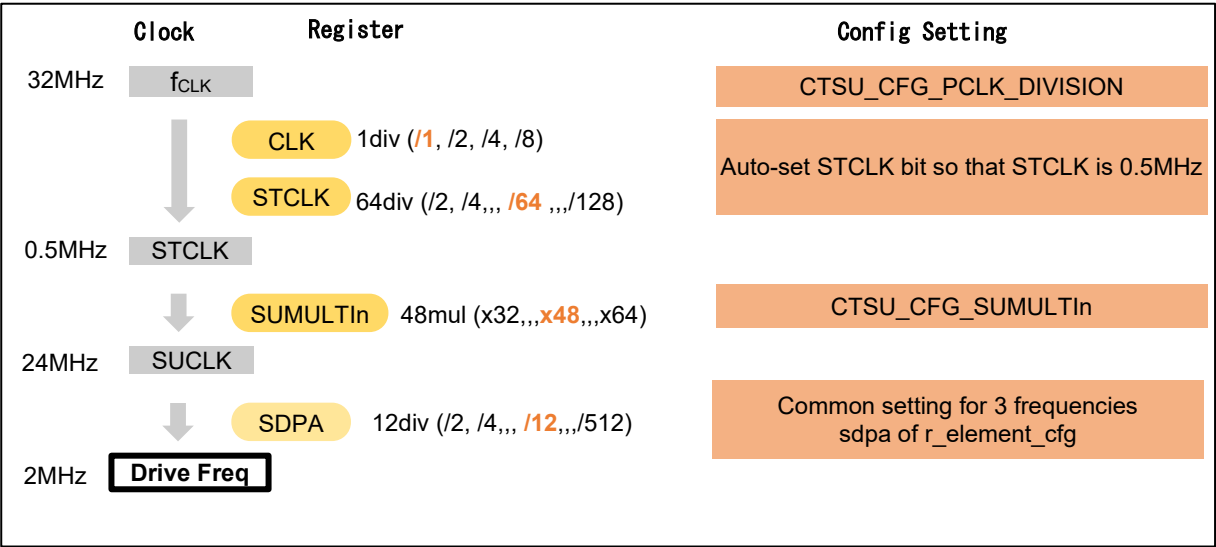 Clock Register Config Setting
32MHz fCLK CTSU_CFG_PCLK_DIVISION
CLK 1div (/1, /2, /4, /8)
Auto-set STCLK bit so that STCLK is 0.5MHz
STCLK 64div (/2, /4,,, /64 ,,,/128)
0.5MHz STCLK
SUMULTIn 48mul (x32,,,x48,,,x64) CTSU_CFG_SUMULTIn
24MHz SUCLK
SDPA 12div (/2, /4,,, /12,,,/512)
Common setting for 3 frequencies
sdpa of r_element_cfg
2MHz Drive Freq